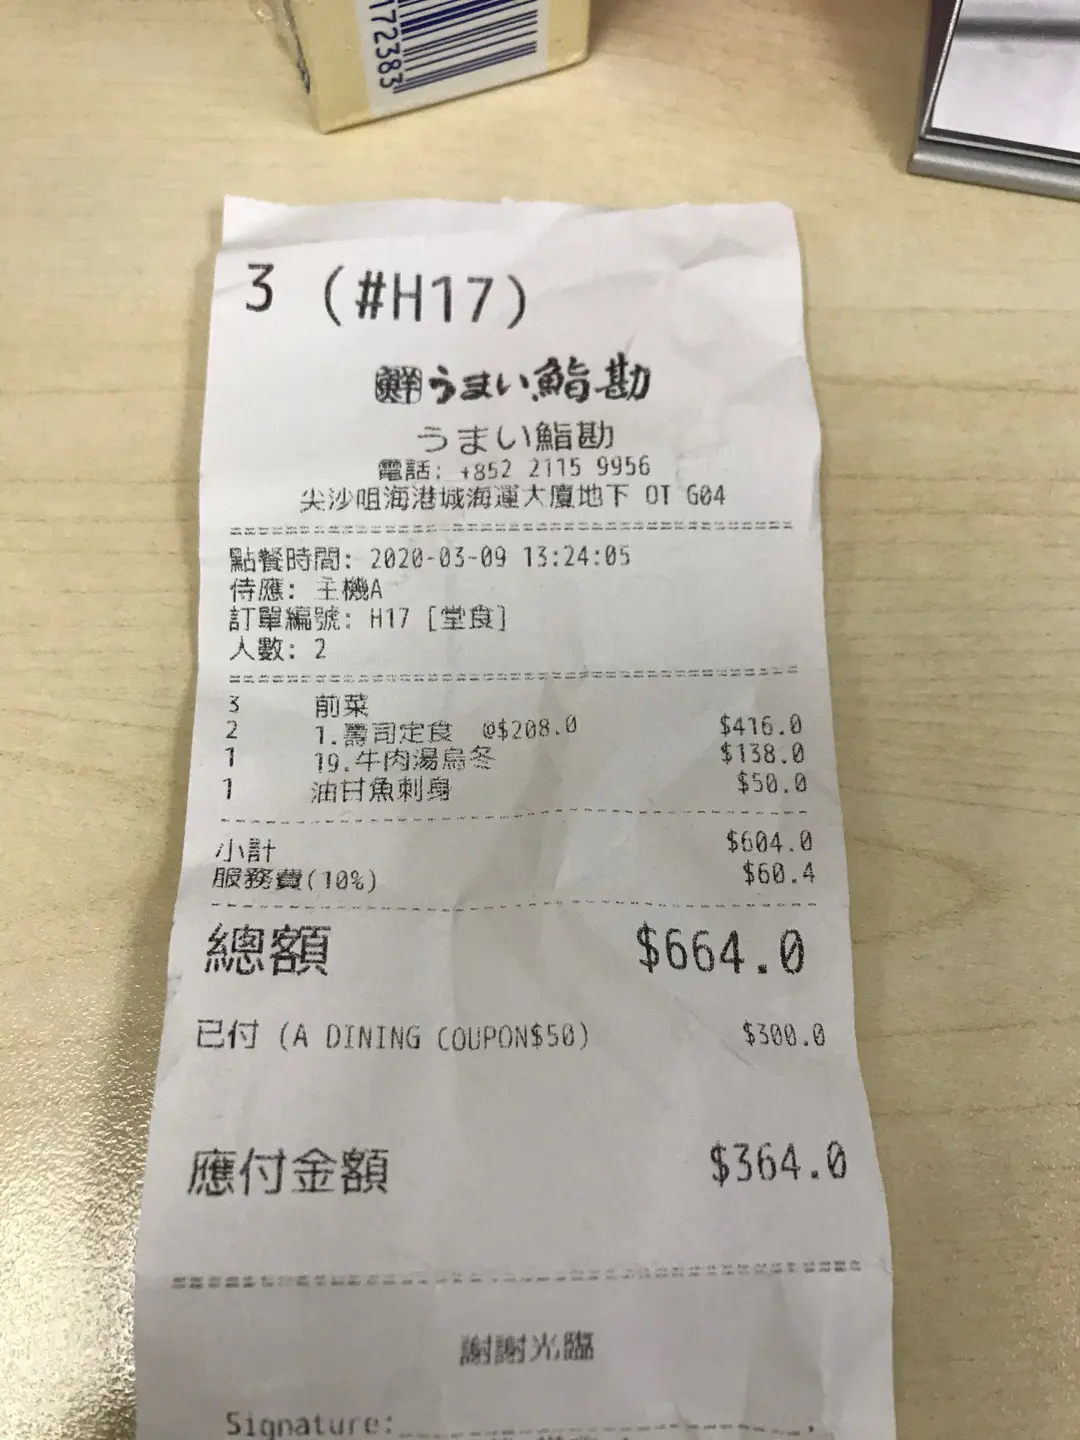 172383
3 (#H17)
鮮うまい鮨勘
うまい鮨勘
電話: +852 2115 9956
尖沙咀海港城海運大廈地下 OT G04
點餐時間: 2020-03-09 13:24:05
侍應: 主機A
訂單編號: H17 [堂食]
人數: 2
3 前菜
2 1.壽司定食 @$208.0 $416.0
1 19.牛肉湯烏冬 $138.0
1 油甘魚刺身 $50.0
小計 $604.0
服務費(10%) $60.4
總額 $664.0
已付 (A DINING COUPON$50) $300.0
應付金額 $364.0
謝謝光臨
Signature: